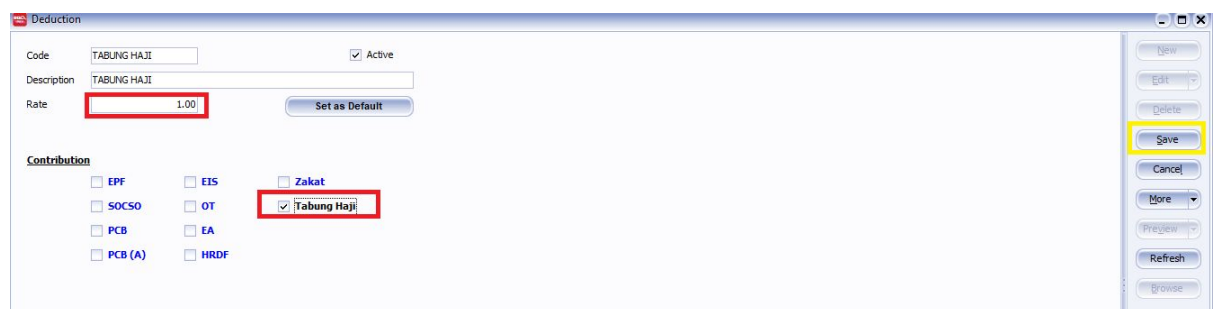 Deduction
Code TABUNG HAJI Active
Description TABUNG HAJI
Rate 1.00 Set as Default
Contribution
EPF EIS Zakat
SOCSO OT Tabung Haji
PCB EA
PCB (A) HRDF
New
Edit
Delete
Save
Cancel
More
Preview
Refresh
Browse